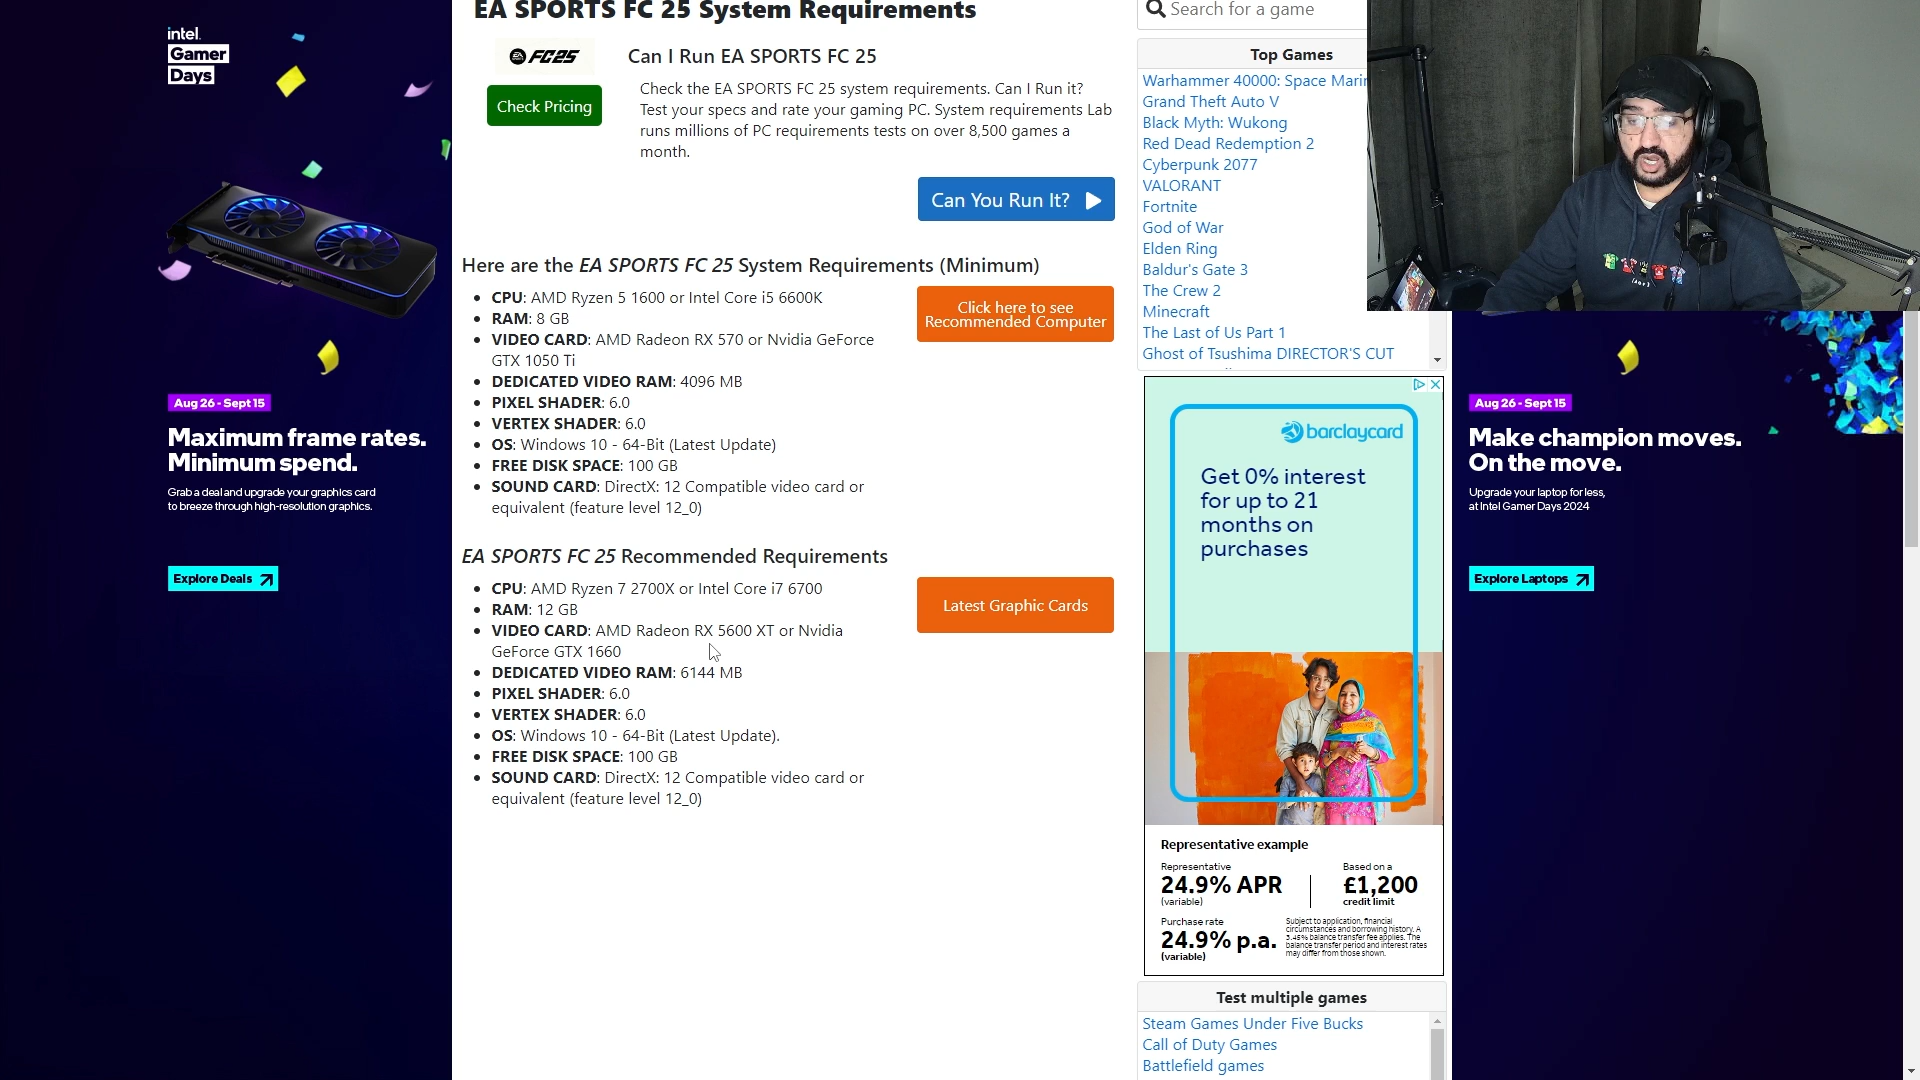 intel.
Gamer
Days
Aug 26 - Sept 15
Maximum frame rates.
Minimum spend.
Grab a deal and upgrade your graphics card
to breeze through high-resolution graphics.
Explore Deals
EA SPORTS FC 25 System Requirements
FC25
Check Pricing
Can I Run EA SPORTS FC 25
Check the EA SPORTS FC 25 system requirements. Can I Run it?
Test your specs and rate your gaming PC. System requirements Lab
runs millions of PC requirements tests on over 8,500 games a
month.
Can You Run It?
Here are the EA SPORTS FC 25 System Requirements (Minimum)
CPU: AMD Ryzen 5 1600 or Intel Core i5 6600K
RAM: 8 GB
VIDEO CARD: AMD Radeon RX 570 or Nvidia GeForce
GTX 1050 Ti
DEDICATED VIDEO RAM: 4096 MB
PIXEL SHADER: 6.0
VERTEX SHADER: 6.0
OS: Windows 10 - 64-Bit (Latest Update)
FREE DISK SPACE: 100 GB
SOUND CARD: DirectX: 12 Compatible video card or
equivalent (feature level 12_0)
Click here to see
Recommended Computer
EA SPORTS FC 25 Recommended Requirements
CPU: AMD Ryzen 7 2700X or Intel Core i7 6700
RAM: 12 GB
VIDEO CARD: AMD Radeon RX 5600 XT or Nvidia
GeForce GTX 1660
DEDICATED VIDEO RAM: 6144 MB
PIXEL SHADER: 6.0
VERTEX SHADER: 6.0
OS: Windows 10 - 64-Bit (Latest Update).
FREE DISK SPACE: 100 GB
SOUND CARD: DirectX: 12 Compatible video card or
equivalent (feature level 12_0)
Latest Graphic Cards
Search for a game
Top Games
Warhammer 40000: Space Marin
Grand Theft Auto V
Black Myth: Wukong
Red Dead Redemption 2
Cyberpunk 2077
VALORANT
Fortnite
God of War
Elden Ring
Baldur's Gate 3
The Crew 2
Minecraft
The Last of Us Part 1
Ghost of Tsushima DIRECTOR'S CUT
barclaycard
Get 0% interest
for up to 21
months on
purchases
Representative example
Representative
24.9% APR
(variable)
Based on a
£1,200
credit limit
Purchase rate
24.9% p.a.
(variable)
Subject to application, financial
circumstances and borrowing history. A
3.45% balance transfer fee applies. The
balance transfer period and interest rates
may differ from those shown.
Test multiple games
Steam Games Under Five Bucks
Call of Duty Games
Battlefield games
Aug 26 - Sept 15
Make champion moves.
On the move.
Upgrade your laptop for less,
at Intel Gamer Days 2024
Explore Laptops